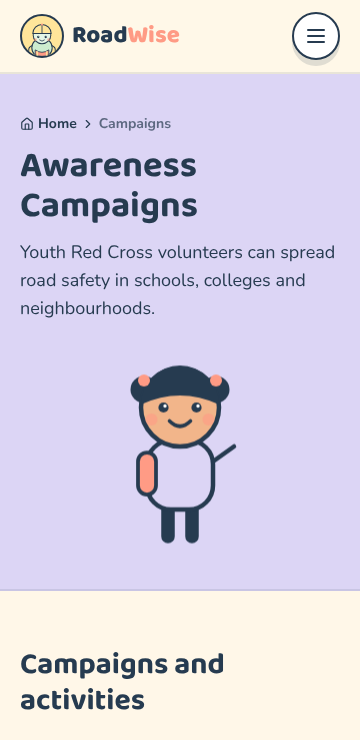 RoadWise
Home > Campaigns
Awareness
Campaigns
Youth Red Cross volunteers can spread
road safety in schools, colleges and
neighbourhoods.
Campaigns and
activities